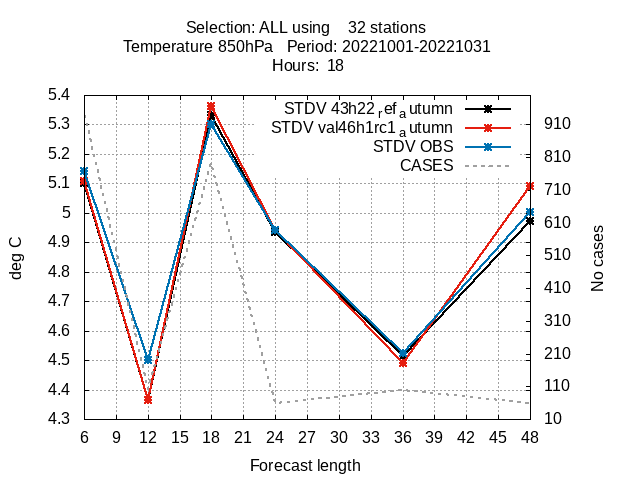 Selection: ALL using 32 stations
Temperature 850hPa Period: 20221001-20221031
Hours: 18
STDV 43h22ref autumn
STDV val46h1rc1autumn
STDV OBS
CASES
5.4
5.3
5.2
5.1
5
4.9
4.8
4.7
4.6
4.5
4.4
4.3
deg C
910
810
710
610
510
410
310
210
110
10
No cases
6 9 12 15 18 21 24 27 30 33 36 39 42 45 48
Forecast length